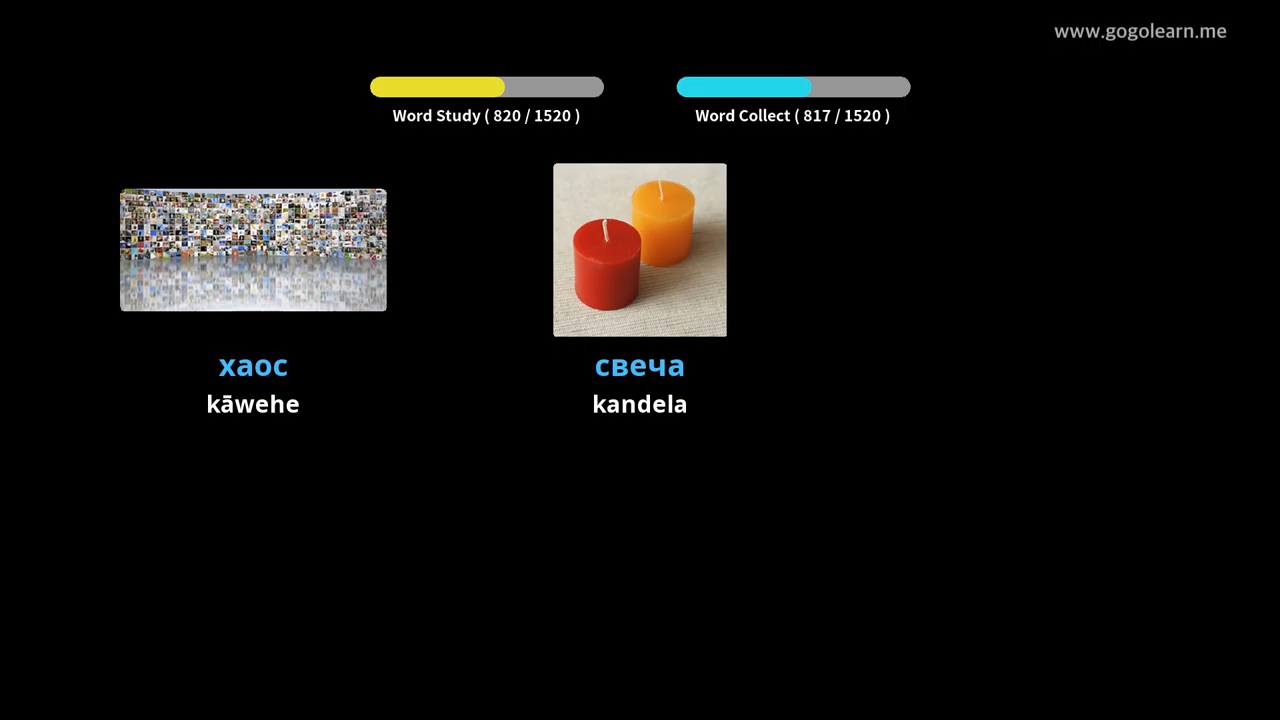 www.gogolearn.me
Word Study ( 820 / 1520 )
Word Collect ( 817 / 1520 )
хаос
kāwehe
свеча
kandela